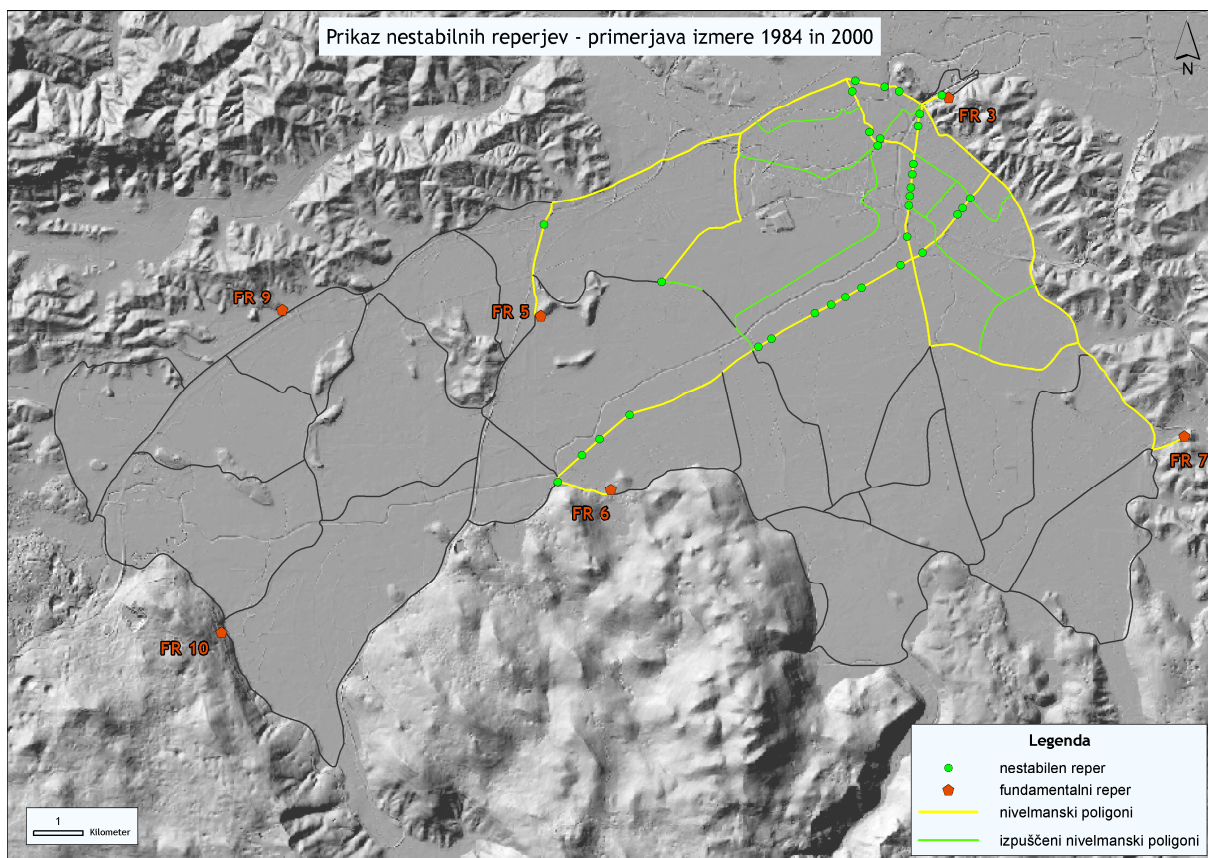 Prikaz nestabilnih reperjev - primerjava izmere 1984 in 2000
N
FR 3
FR 9
FR 5
FR 7
FR 6
FR 10
Legenda
nestabilen reper
fundamentalni reper
nivelmanski poligoni
izpuščeni nivelmanski poligoni
1
Kilometer